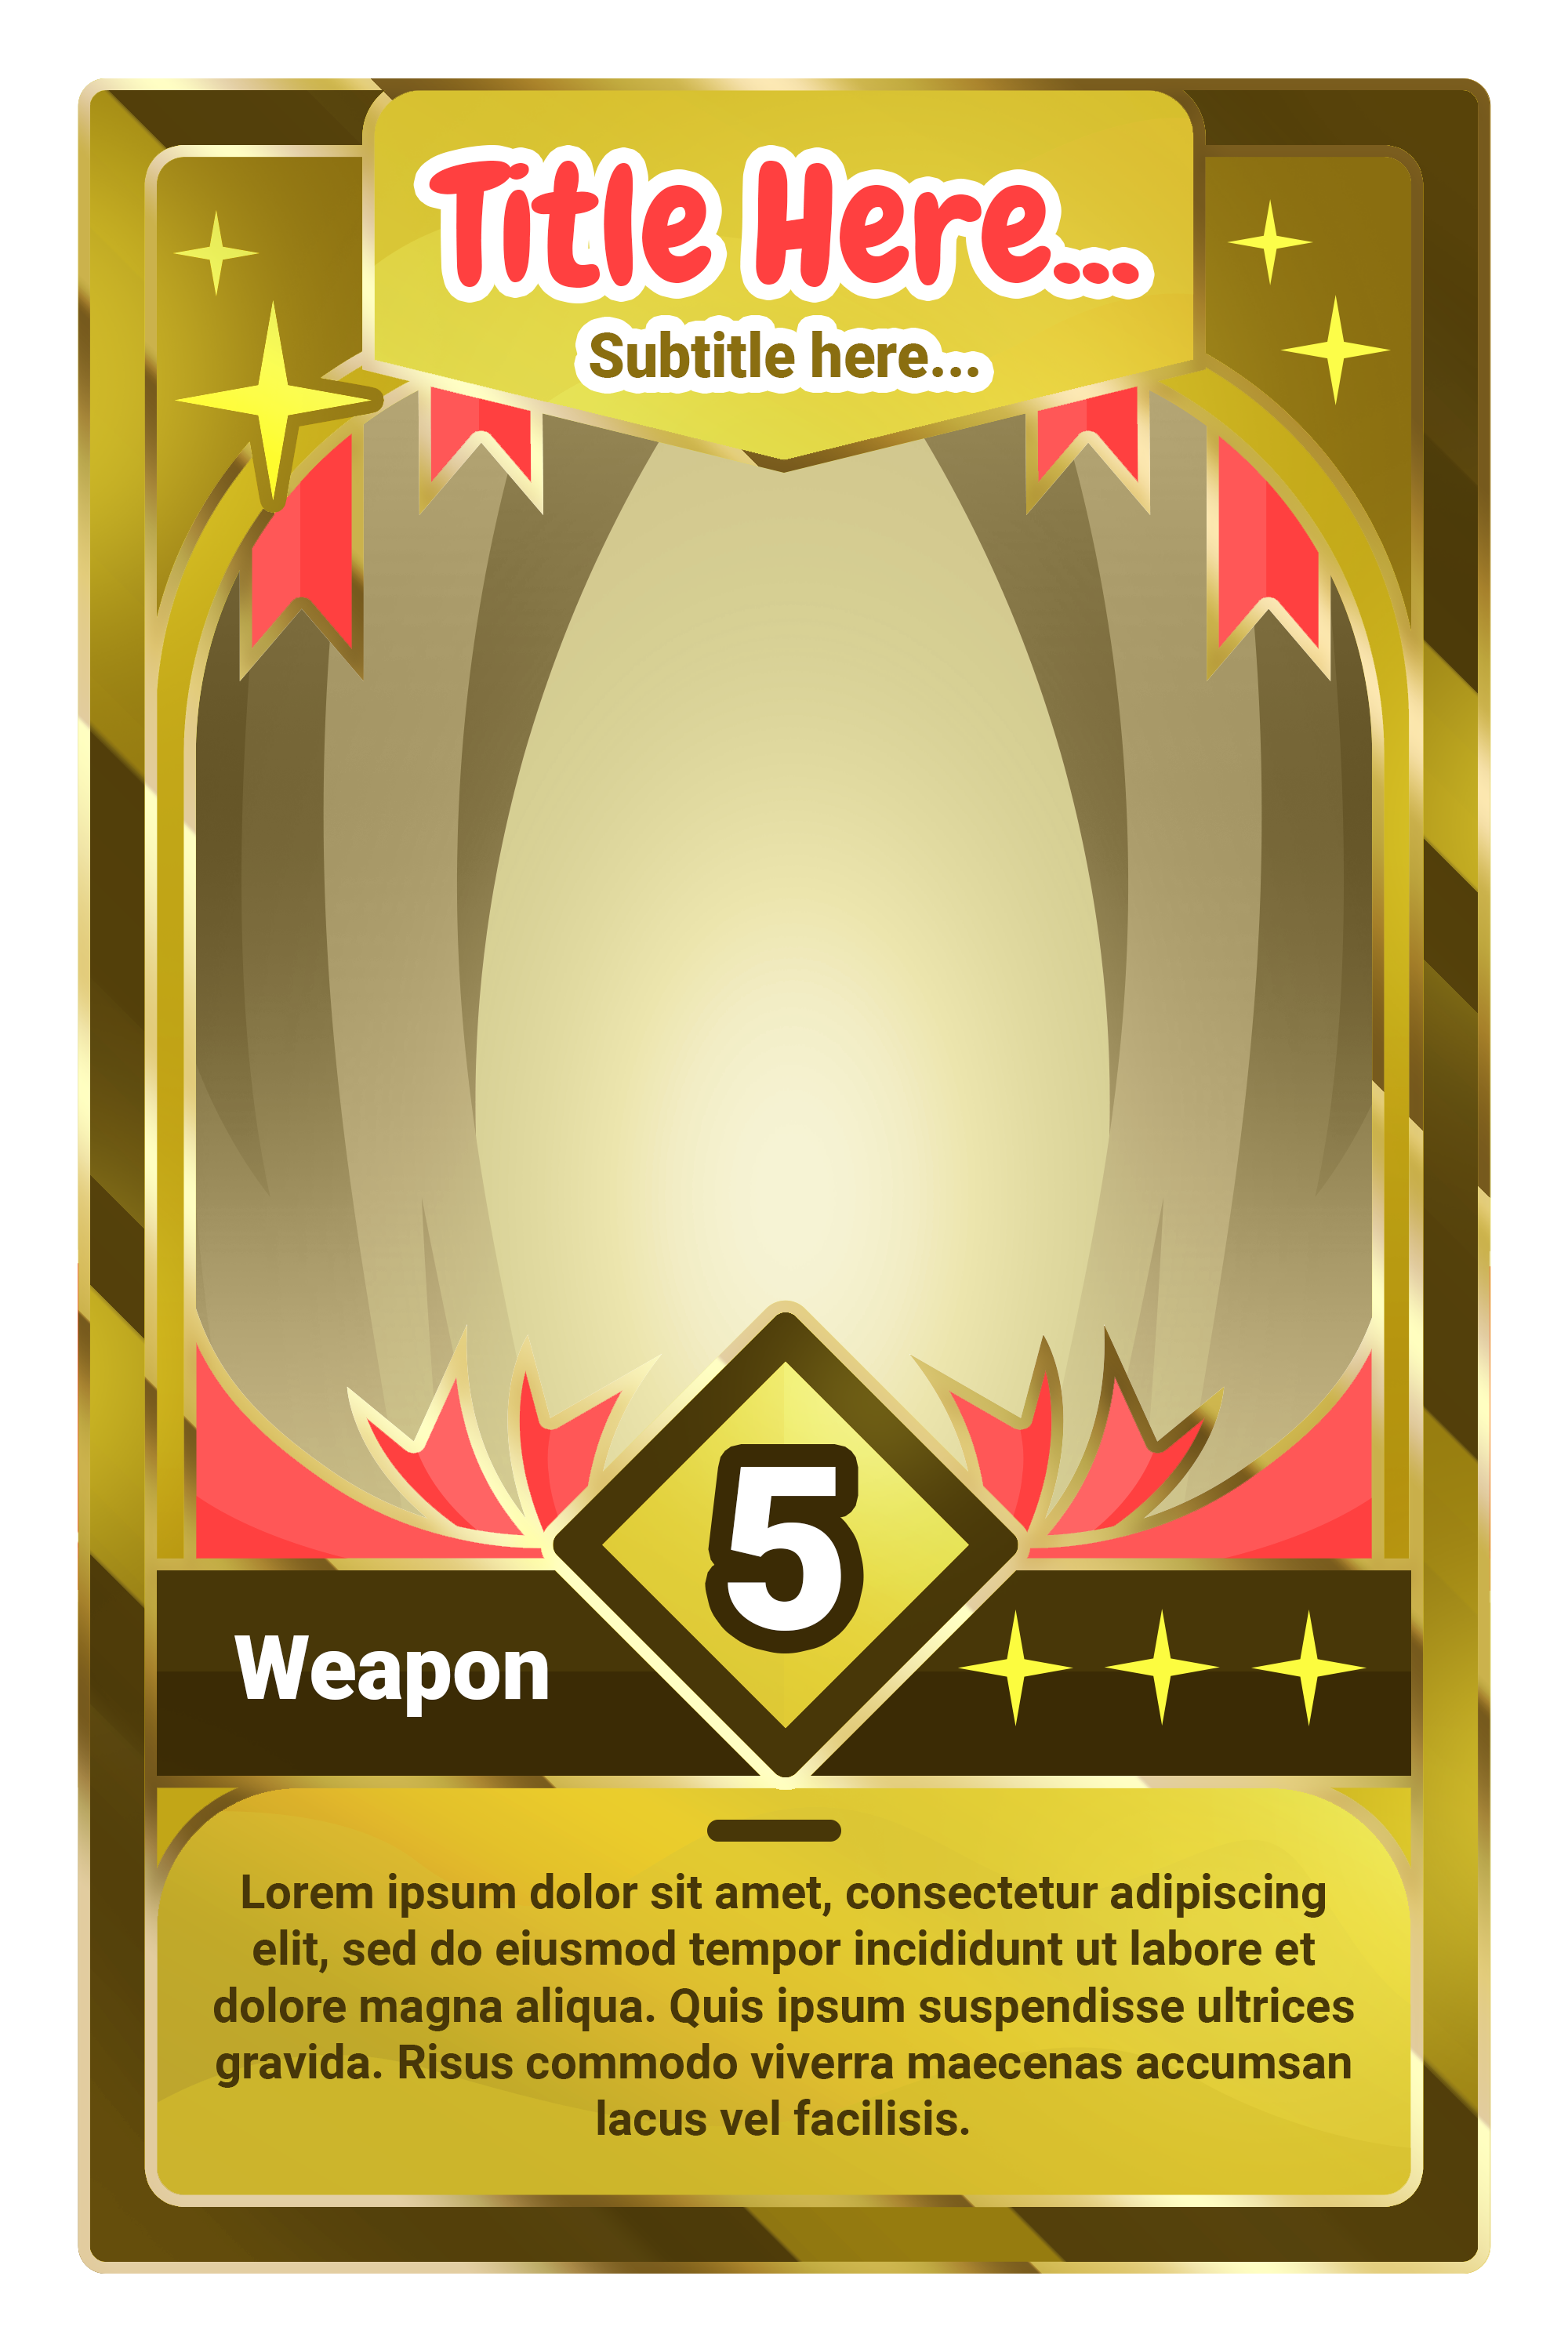 Title Here...
Subtitle here...
5
Weapon
Lorem ipsum dolor sit amet, consectetur adipiscing
elit, sed do eiusmod tempor incididunt ut labore et
dolore magna aliqua. Quis ipsum suspendisse ultrices
gravida. Risus commodo viverra maecenas accumsan
lacus vel facilisis.